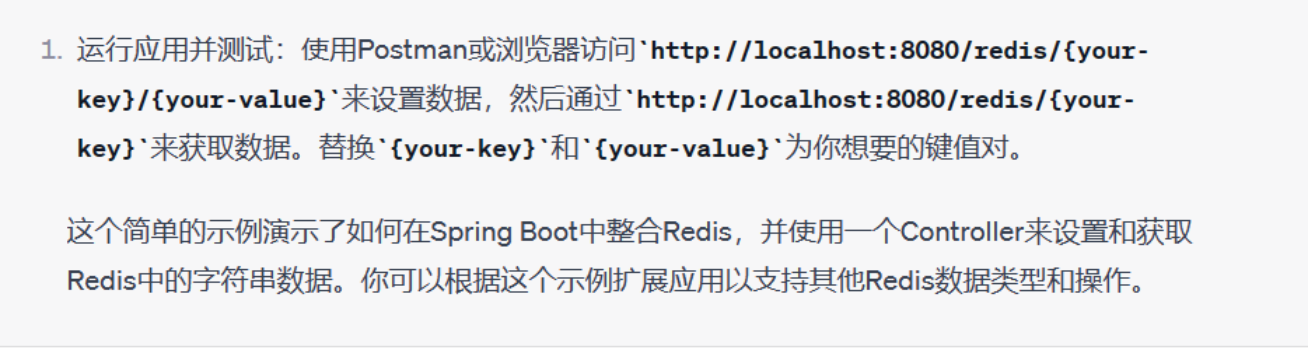 1. 运行应用并测试：使用Postman或浏览器访问`http://localhost:8080/redis/{your-
key}/{your-value}`来设置数据，然后通过`http://localhost:8080/redis/{your-
key}`来获取数据。替换`{your-key}`和`{your-value}`为你想要的键值对。
这个简单的示例演示了如何在Spring Boot中整合Redis，并使用一个Controller来设置和获取
Redis中的字符串数据。你可以根据这个示例扩展应用以支持其他Redis数据类型和操作。